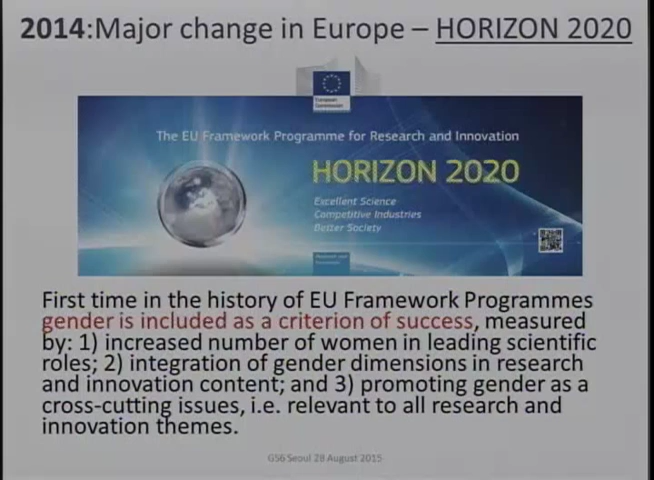 2014:Major change in Europe – HORIZON 2020
European
Commission
The EU Framework Programme for Research and Innovation
HORIZON 2020
Excellent Science
Competitive Industries
Better Society
First time in the history of EU Framework Programmes
gender is included as a criterion of success, measured
by: 1) increased number of women in leading scientific
roles; 2) integration of gender dimensions in research
and innovation content; and 3) promoting gender as a
cross-cutting issues, i.e. relevant to all research and
innovation themes.
GS6 Seoul 28 August 2015